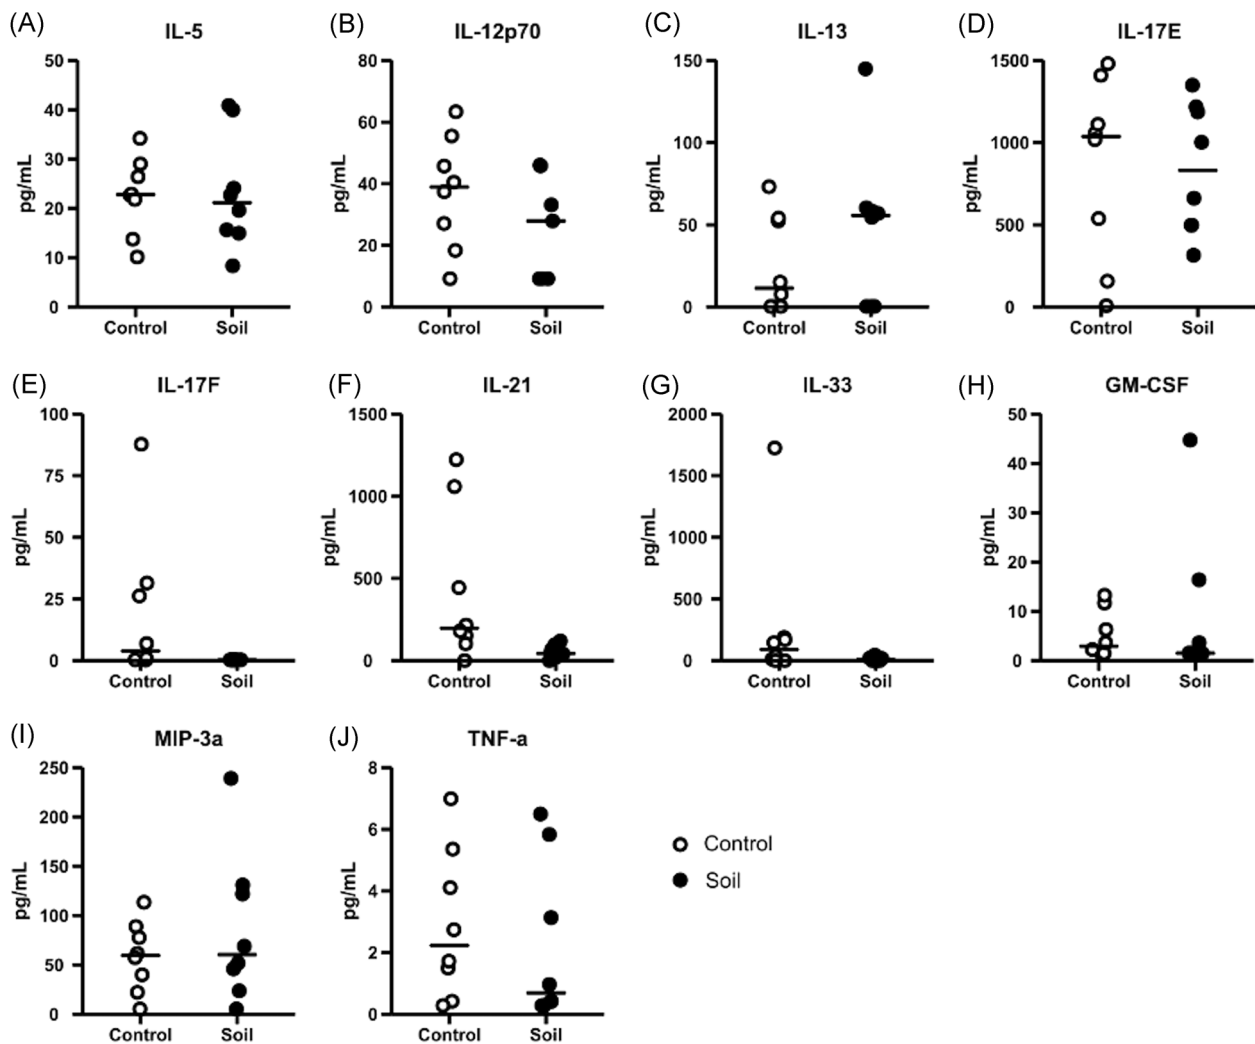 (A) IL-5
50
40
30
20
10
0
pg/mL
Control Soil
(B) IL-12p70
80
60
40
20
0
pg/mL
Control Soil
(C) IL-13
150
100
50
0
pg/mL
Control Soil
(D) IL-17E
1500
1000
500
0
pg/mL
Control Soil
(E) IL-17F
100
75
50
25
0
pg/mL
Control Soil
(F) IL-21
1500
1000
500
0
pg/mL
Control Soil
(G) IL-33
2000
1500
1000
500
0
pg/mL
Control Soil
(H) GM-CSF
50
40
30
20
10
0
pg/mL
Control Soil
(I) MIP-3a
250
200
150
100
50
0
pg/mL
Control Soil
(J) TNF-a
8
6
4
2
0
pg/mL
Control Soil
Control
Soil